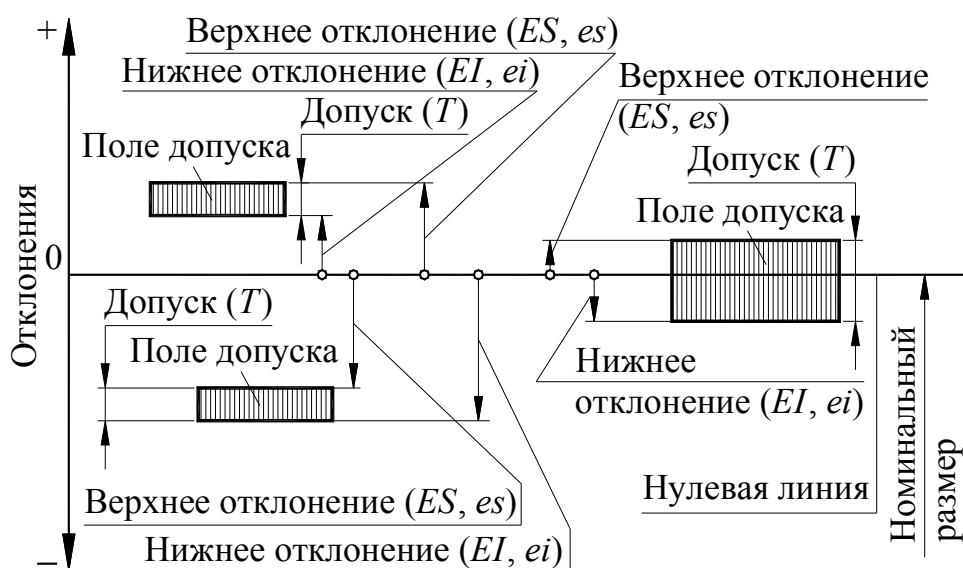 +
Верхнее отклонение (ES, es)
Нижнее отклонение (EI, ei)
Верхнее отклонение
(ES, es)
Допуск (T)
Поле допуска
Допуск (T)
Поле допуска
Отклонения
0
Допуск (T)
Поле допуска
Нижнее
отклонение (EI, ei)
Верхнее отклонение (ES, es)
Нижнее отклонение (EI, ei)
Нулевая линия
Номинальный
размер
–